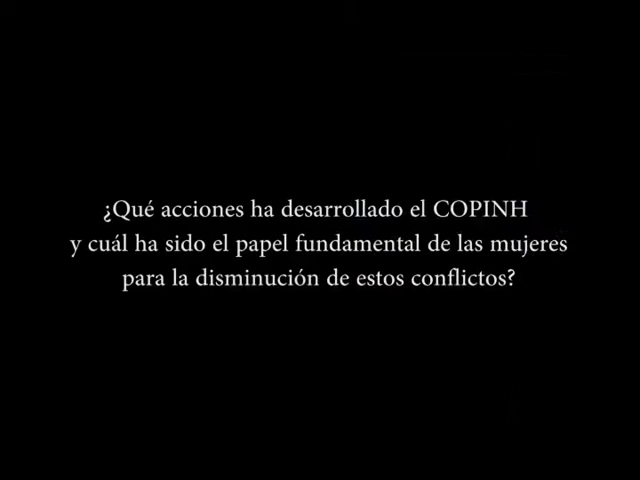 ¿Qué acciones ha desarrollado el COPINH
y cuál ha sido el papel fundamental de las mujeres
para la disminución de estos conflictos?